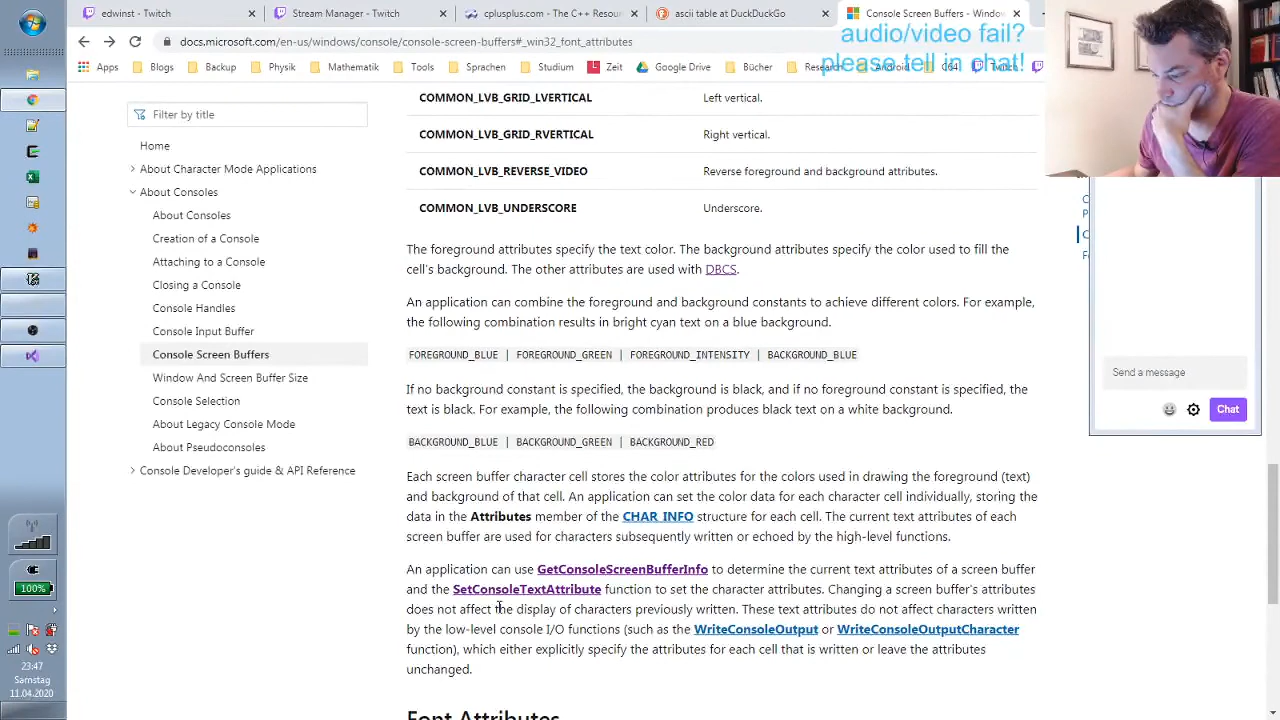 edwinst - Twitch
Stream Manager - Twitch
cplusplus.com - The C++ Resour
ascii table at DuckDuckGo
Console Screen Buffers - Window
docs.microsoft.com/en-us/windows/console/console-screen-buffers#_win32_font_attributes
audio/video fail?
please tell in chat!
Apps
Blogs
Backup
Physik
Mathematik
Tools
Sprachen
Studium
Zeit
Google Drive
Bücher
Research
Android
C64
Twitch
Filter by title
Home
About Character Mode Applications
About Consoles
About Consoles
Creation of a Console
Attaching to a Console
Closing a Console
Console Handles
Console Input Buffer
Console Screen Buffers
Window And Screen Buffer Size
Console Selection
About Legacy Console Mode
About Pseudoconsoles
Console Developer's guide & API Reference
COMMON_LVB_GRID_LVERTICAL Left vertical.
COMMON_LVB_GRID_RVERTICAL Right vertical.
COMMON_LVB_REVERSE_VIDEO Reverse foreground and background attributes.
COMMON_LVB_UNDERSCORE Underscore.
The foreground attributes specify the text color. The background attributes specify the color used to fill the
cell's background. The other attributes are used with DBCS.
An application can combine the foreground and background constants to achieve different colors. For example,
the following combination results in bright cyan text on a blue background.
FOREGROUND_BLUE | FOREGROUND_GREEN | FOREGROUND_INTENSITY | BACKGROUND_BLUE
If no background constant is specified, the background is black, and if no foreground constant is specified, the
text is black. For example, the following combination produces black text on a white background.
BACKGROUND_BLUE | BACKGROUND_GREEN | BACKGROUND_RED
Each screen buffer character cell stores the color attributes for the colors used in drawing the foreground (text)
and background of that cell. An application can set the color data for each character cell individually, storing the
data in the Attributes member of the CHAR_INFO structure for each cell. The current text attributes of each
screen buffer are used for characters subsequently written or echoed by the high-level functions.
An application can use GetConsoleScreenBufferInfo to determine the current text attributes of a screen buffer
and the SetConsoleTextAttribute function to set the character attributes. Changing a screen buffer's attributes
does not affect the display of characters previously written. These text attributes do not affect characters written
by the low-level console I/O functions (such as the WriteConsoleOutput or WriteConsoleOutputCharacter
function), which either explicitly specify the attributes for each cell that is written or leave the attributes
unchanged.
Font Attributes
Send a message
Chat
100%
23:47
Samstag
11.04.2020